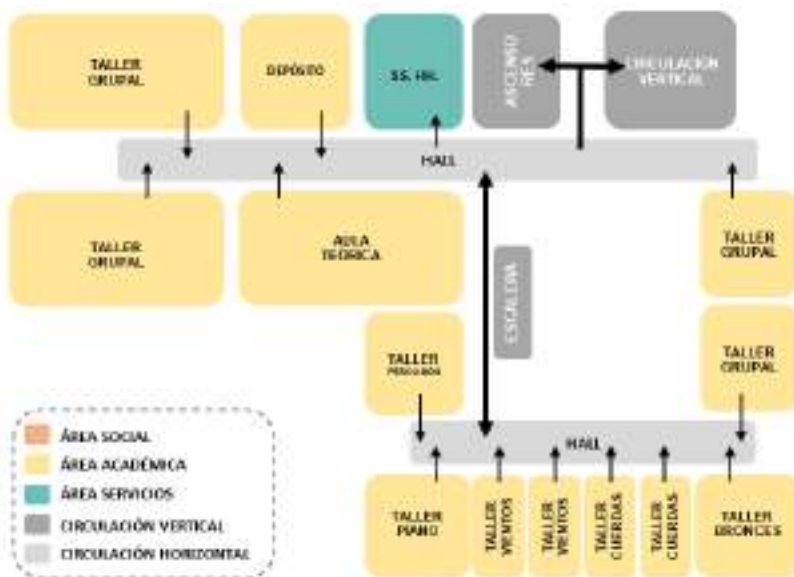 TALLER
GRUPAL
DEPÓSITO
SS. HH.
ASCENSO
RES
CIRCULACIÓN
VERTICAL
HALL
TALLER
GRUPAL
AULA
TEÓRICA
TALLER
GRUPAL
ESCALERA
TALLER
TALLER
GRUPAL
HALL
TALLER
PIANO
TALLER
VIENTOS
TALLER
VIENTOS
TALLER
CUERDAS
TALLER
CUERDAS
TALLER
BRONCES
ÁREA SOCIAL
ÁREA ACADÉMICA
ÁREA SERVICIOS
CIRCULACIÓN VERTICAL
CIRCULACIÓN HORIZONTAL